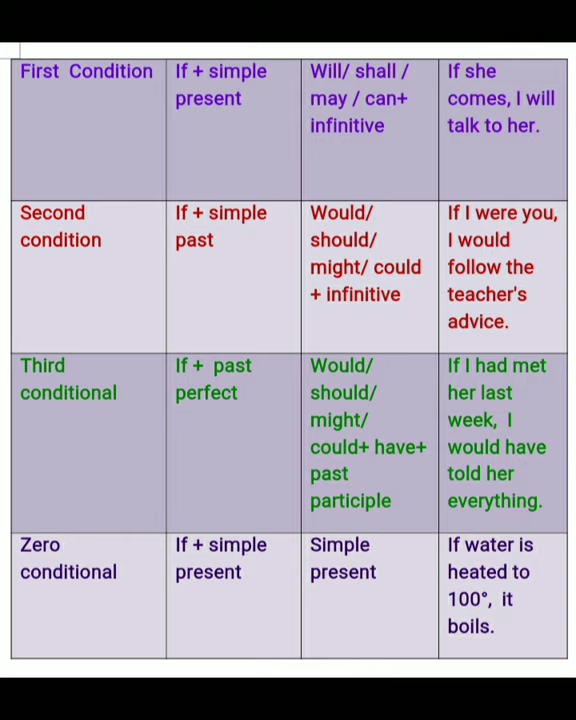 First Condition
If + simple
present
Will/ shall /
may / can+
infinitive
If she
comes, I will
talk to her.
Second
condition
If + simple
past
Would/
should/
might/ could
+ infinitive
If I were you,
I would
follow the
teacher's
advice.
Third
conditional
If + past
perfect
Would/
should/
might/
could+ have+
past
participle
If I had met
her last
week, I
would have
told her
everything.
Zero
conditional
If + simple
present
Simple
present
If water is
heated to
100°, it
boils.